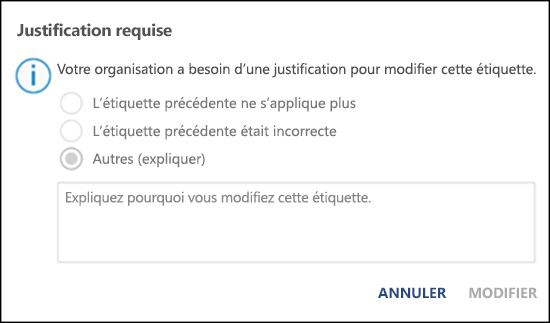 Justification requise
Votre organisation a besoin d’une justification pour modifier cette étiquette.
L’étiquette précédente ne s’applique plus
L’étiquette précédente était incorrecte
Autres (expliquer)
Expliquez pourquoi vous modifiez cette étiquette.
ANNULER MODIFIER